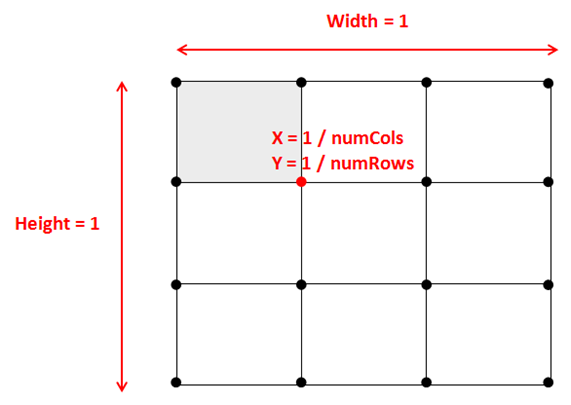 Width = 1
X = 1 / numCols
Y = 1 / numRows
Height = 1